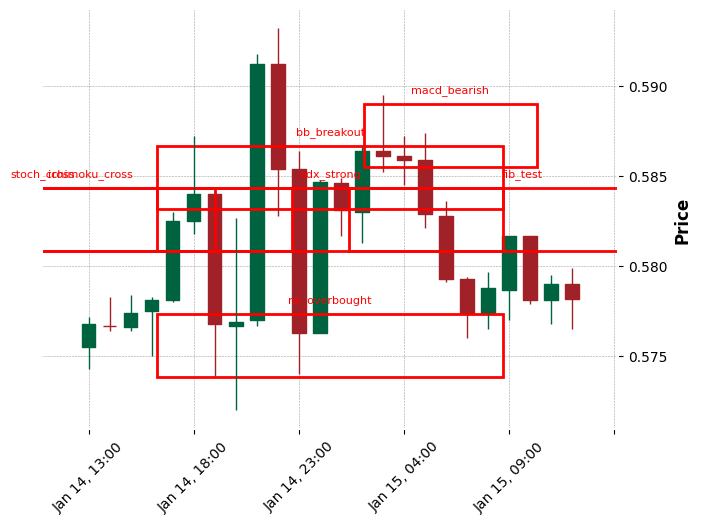 0.590
macd_bearish
bb_breakout
0.585
stoch_cross
ichimoku_cross
adx_strong
fib_test
Price
0.580
rsi_overbought
0.575
Jan 14, 13:00
Jan 14, 18:00
Jan 14, 23:00
Jan 15, 04:00
Jan 15, 09:00